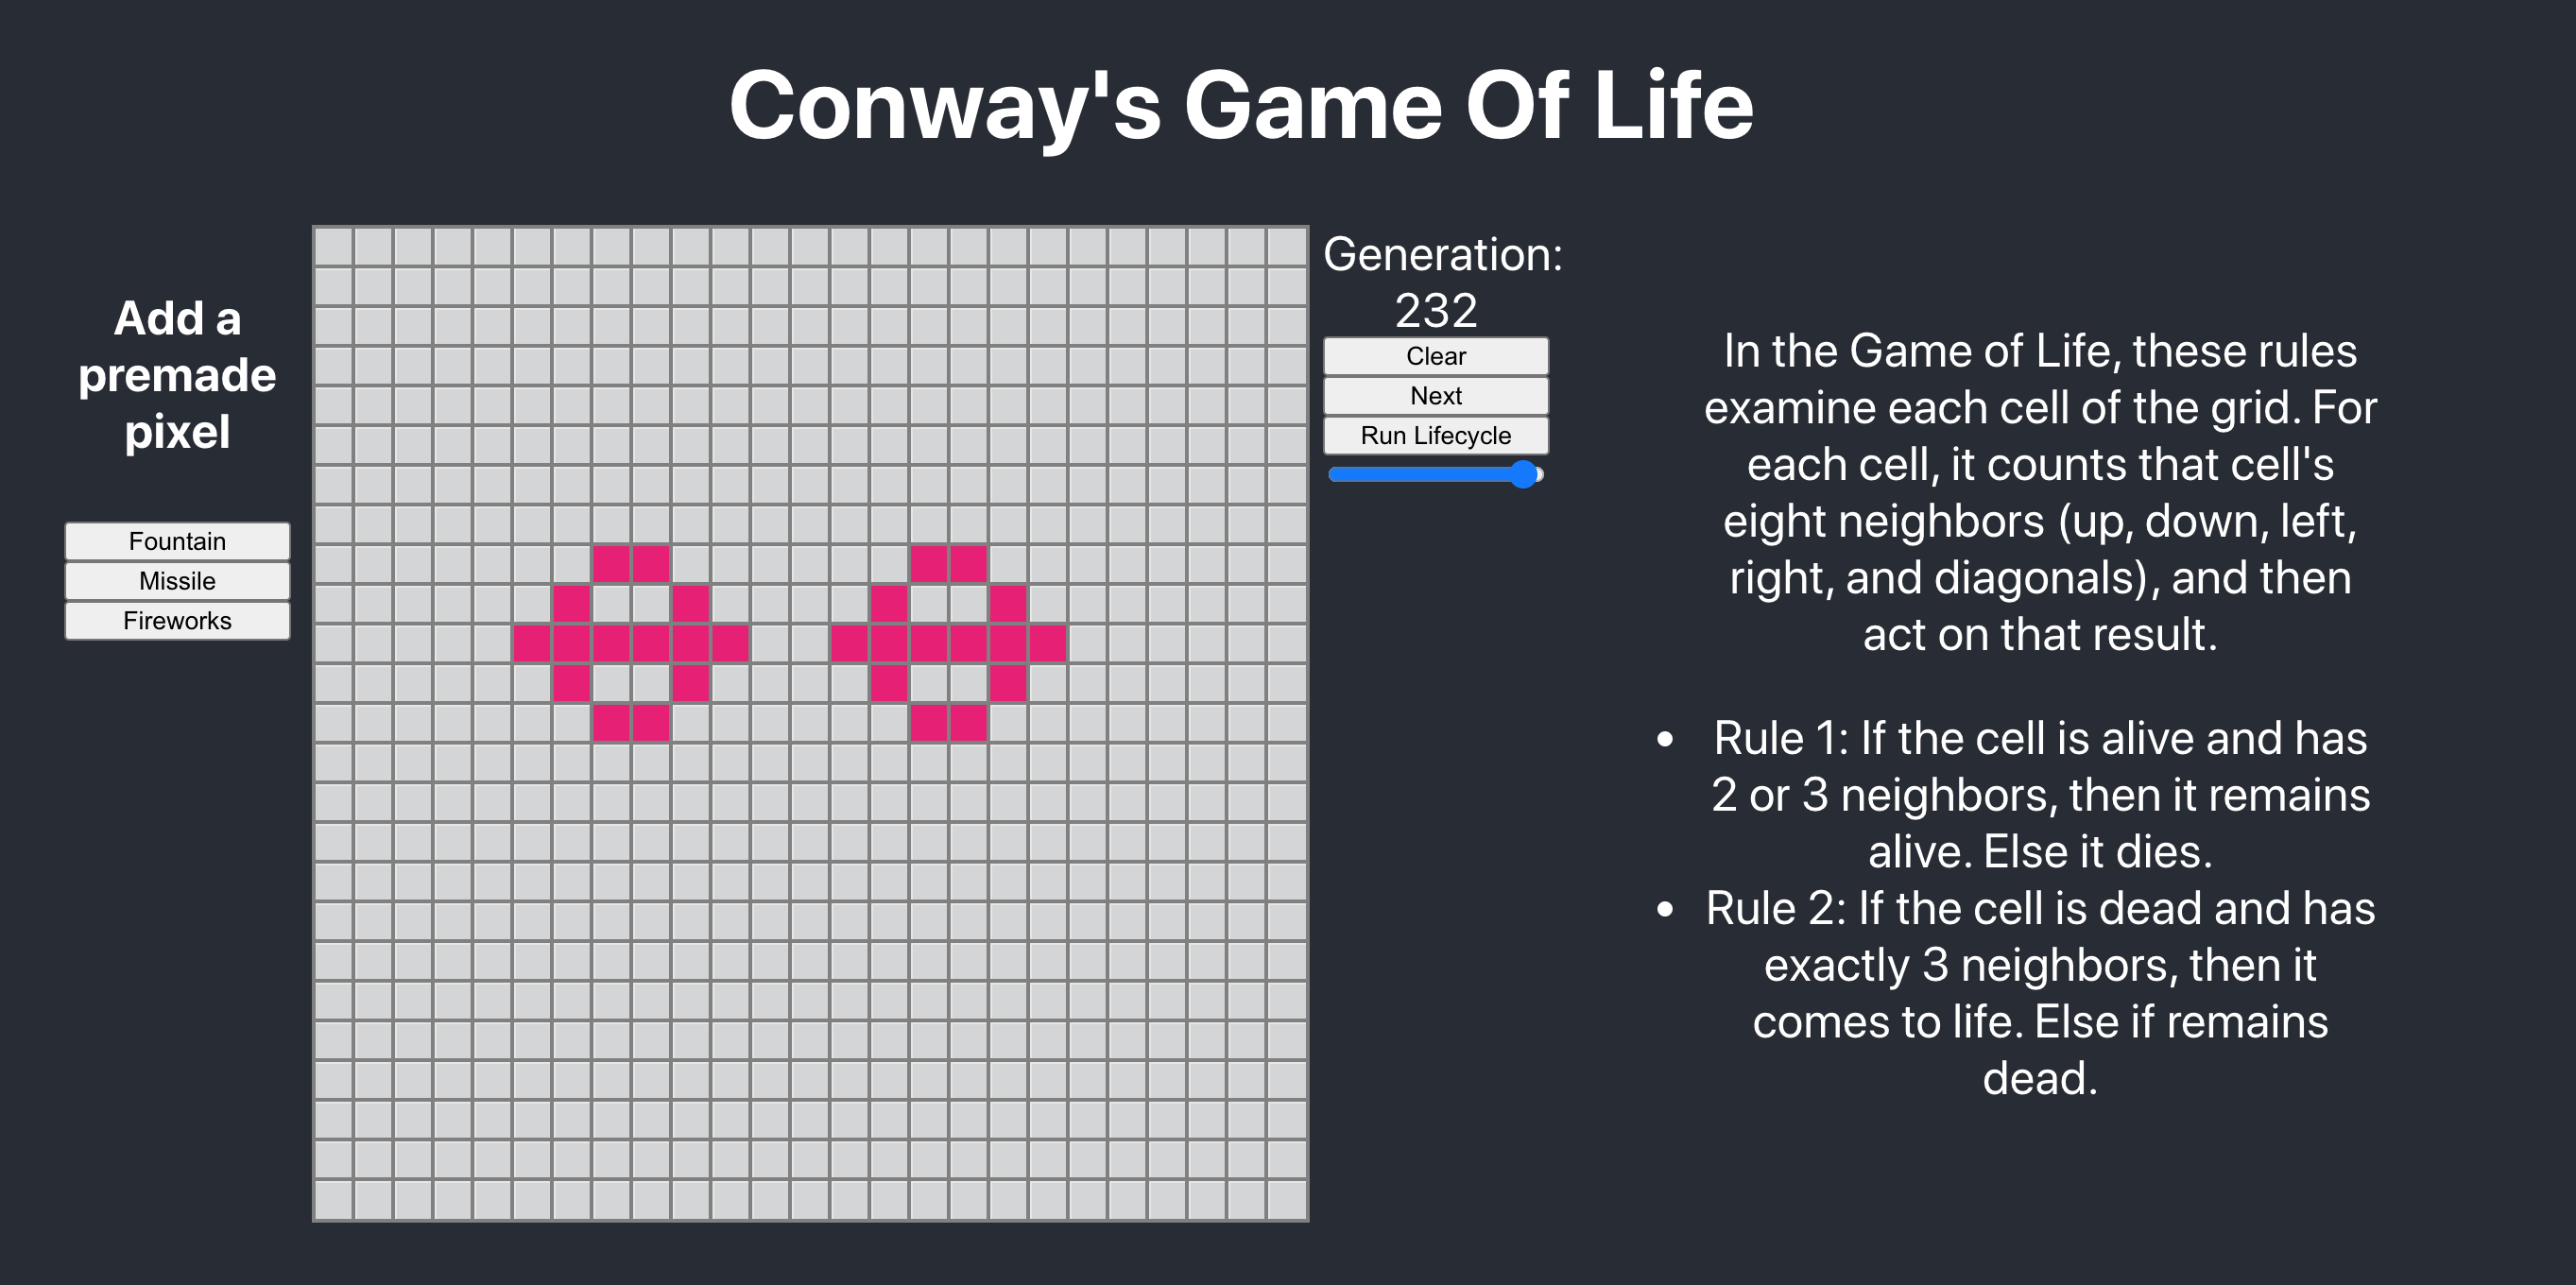 Conway's Game Of Life
Add a
premade
pixel
Fountain
Missile
Fireworks
Generation:
232
Clear
Next
Run Lifecycle
In the Game of Life, these rules
examine each cell of the grid. For
each cell, it counts that cell's
eight neighbors (up, down, left,
right, and diagonals), and then
act on that result.
• Rule 1: If the cell is alive and has
2 or 3 neighbors, then it remains
alive. Else it dies.
• Rule 2: If the cell is dead and has
exactly 3 neighbors, then it
comes to life. Else if remains
dead.